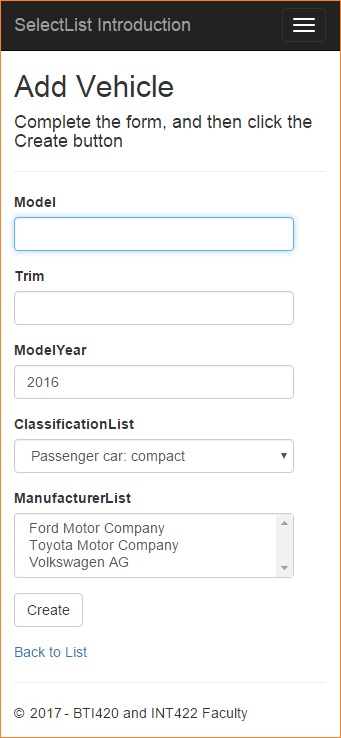 SelectList Introduction
Add Vehicle
Complete the form, and then click the
Create button
Model
Trim
ModelYear
2016
ClassificationList
Passenger car: compact
ManufacturerList
Ford Motor Company
Toyota Motor Company
Volkswagen AG
Create
Back to List
© 2017 - BTI420 and INT422 Faculty